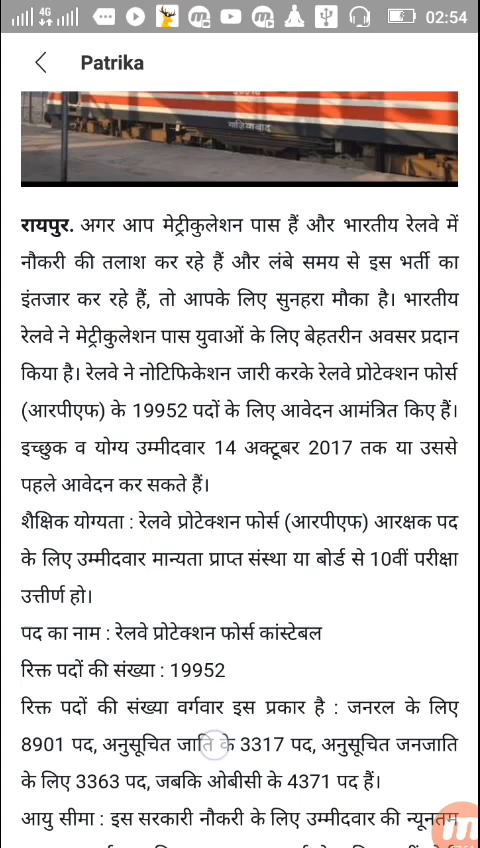 4G 02:54
Patrika
गाज़ियाबाद
रायपुर. अगर आप मेट्रीकुलेशन पास हैं और भारतीय रेलवे में
नौकरी की तलाश कर रहे हैं और लंबे समय से इस भर्ती का
इंतजार कर रहे हैं, तो आपके लिए सुनहरा मौका है। भारतीय
रेलवे ने मेट्रीकुलेशन पास युवाओं के लिए बेहतरीन अवसर प्रदान
किया है। रेलवे ने नोटिफिकेशन जारी करके रेलवे प्रोटेक्शन फोर्स
(आरपीएफ) के 19952 पदों के लिए आवेदन आमंत्रित किए हैं।
इच्छुक व योग्य उम्मीदवार 14 अक्टूबर 2017 तक या उससे
पहले आवेदन कर सकते हैं।
शैक्षिक योग्यता : रेलवे प्रोटेक्शन फोर्स (आरपीएफ) आरक्षक पद
के लिए उम्मीदवार मान्यता प्राप्त संस्था या बोर्ड से 10वीं परीक्षा
उत्तीर्ण हो।
पद का नाम : रेलवे प्रोटेक्शन फोर्स कांस्टेबल
रिक्त पदों की संख्या : 19952
रिक्त पदों की संख्या वर्गवार इस प्रकार है : जनरल के लिए
8901 पद, अनुसूचित जाति के 3317 पद, अनुसूचित जनजाति
के लिए 3363 पद, जबकि ओबीसी के 4371 पद हैं।
आयु सीमा : इस सरकारी नौकरी के लिए उम्मीदवार की न्यूनतम